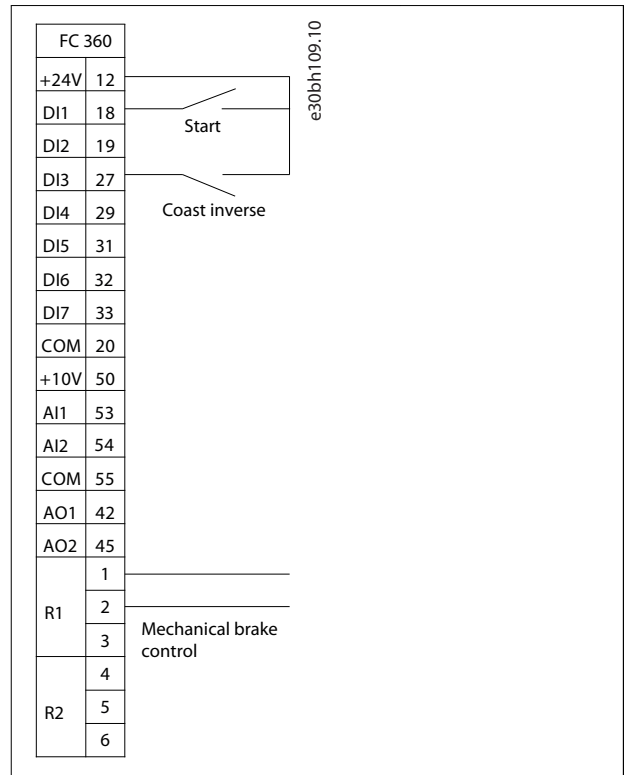 FC 360
+24V 12
DI1 18
DI2 19
DI3 27
DI4 29
DI5 31
DI6 32
DI7 33
COM 20
+10V 50
AI1 53
AI2 54
COM 55
AO1 42
AO2 45
R1
1
2
3
R2
4
5
6
Start
Coast inverse
Mechanical brake
control
e30bh109.10